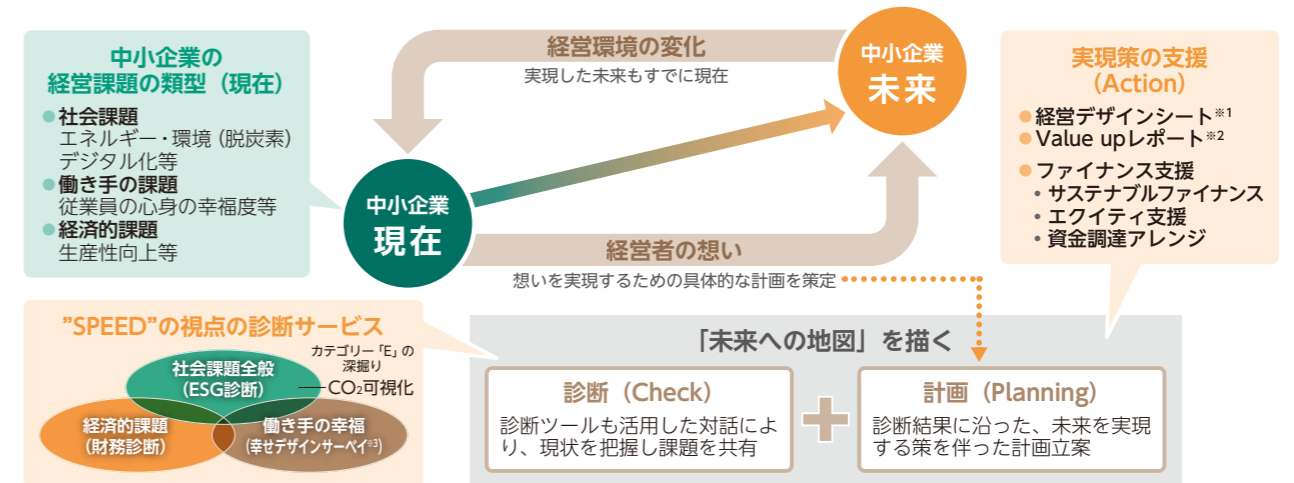 中小企業の
経営課題の類型（現在）
●社会課題
エネルギー・環境（脱炭素）
デジタル化等
●働き手の課題
従業員の心身の幸福度等
●経済的課題
生産性向上等
経営環境の変化
実現した未来もすでに現在
中小企業
未来
中小企業
現在
経営者の想い
想いを実現するための具体的な計画を策定
実現策の支援
（Action）
●経営デザインシート※1
●Value upレポート※2
●ファイナンス支援
・サステナブルファイナンス
・エクイティ支援
・資金調達アレンジ
”SPEED”の視点の診断サービス
カテゴリー「E」の
深掘り
社会課題全般
（ESG診断）
CO₂可視化
経済的課題
（財務診断）
働き手の幸福
（幸せデザインサーベイ※3）
「未来への地図」を描く
診断（Check）
診断ツールも活用した対話によ
り、現状を把握し課題を共有
計画（Planning）
診断結果に沿った、未来を実現
する策を伴った計画立案